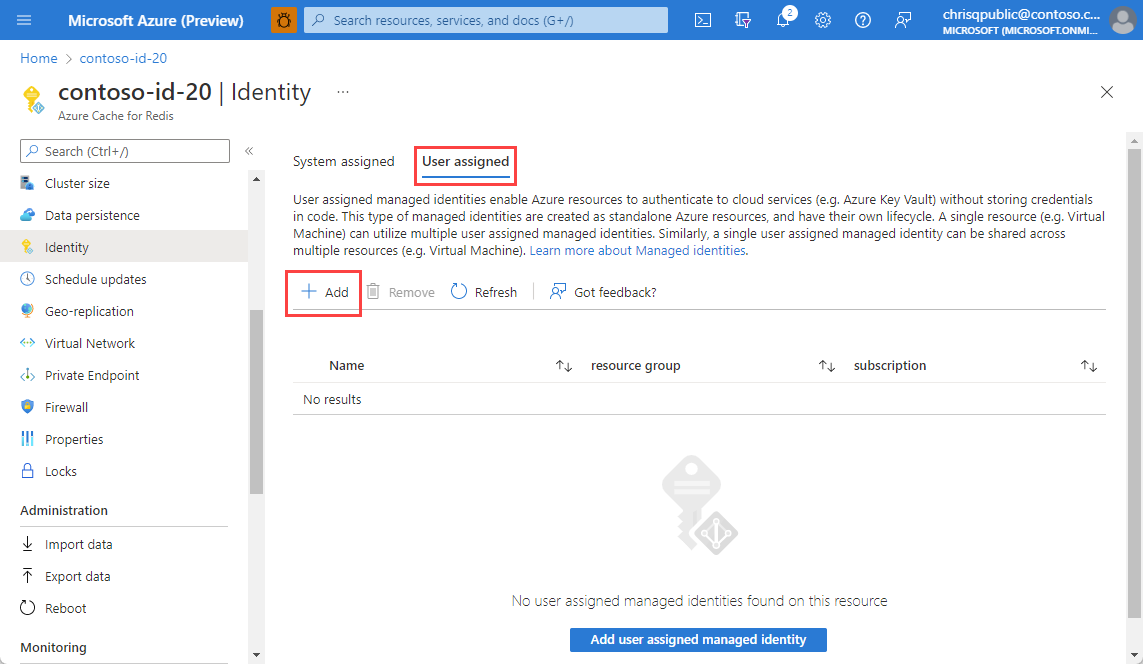 Microsoft Azure (Preview)
Search resources, services, and docs (G+/)
2
chrisqpublic@contoso.c...
MICROSOFT (MICROSOFT.ONMI...
Home > contoso-id-20
contoso-id-20 | Identity ...
Azure Cache for Redis
Search (Ctrl+/)
«
Cluster size
Data persistence
Identity
Schedule updates
Geo-replication
Virtual Network
Private Endpoint
Firewall
Properties
Locks
Administration
Import data
Export data
Reboot
Monitoring
System assigned
User assigned
User assigned managed identities enable Azure resources to authenticate to cloud services (e.g. Azure Key Vault) without storing credentials
in code. This type of managed identities are created as standalone Azure resources, and have their own lifecycle. A single resource (e.g. Virtual
Machine) can utilize multiple user assigned managed identities. Similarly, a single user assigned managed identity can be shared across
multiple resources (e.g. Virtual Machine). Learn more about Managed identities.
Add
Remove
Refresh
Got feedback?
Name
resource group
subscription
No results
No user assigned managed identities found on this resource
Add user assigned managed identity